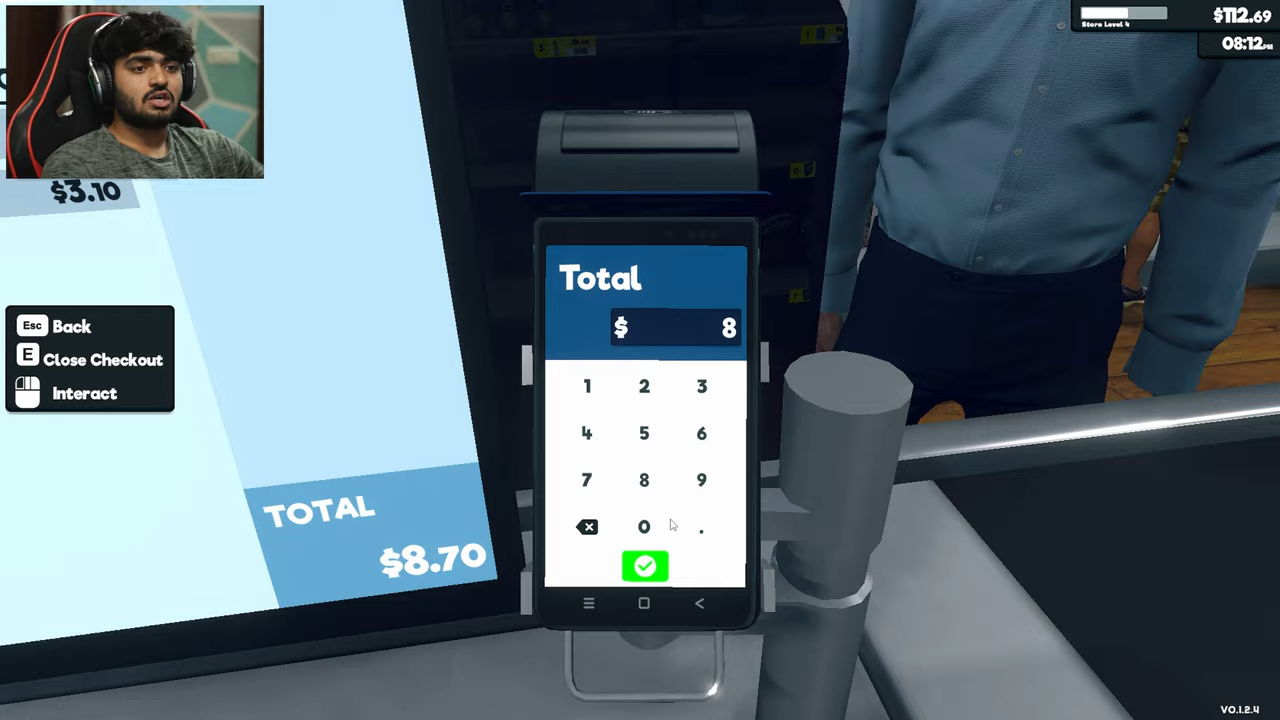 $112.69
Store Level 4
08:12PM
$3.10
Esc Back
E Close Checkout
Interact
Total
$ 8
1 2 3
4 5 6
7 8 9
0 .
TOTAL
$8.70
V0.1.2.4